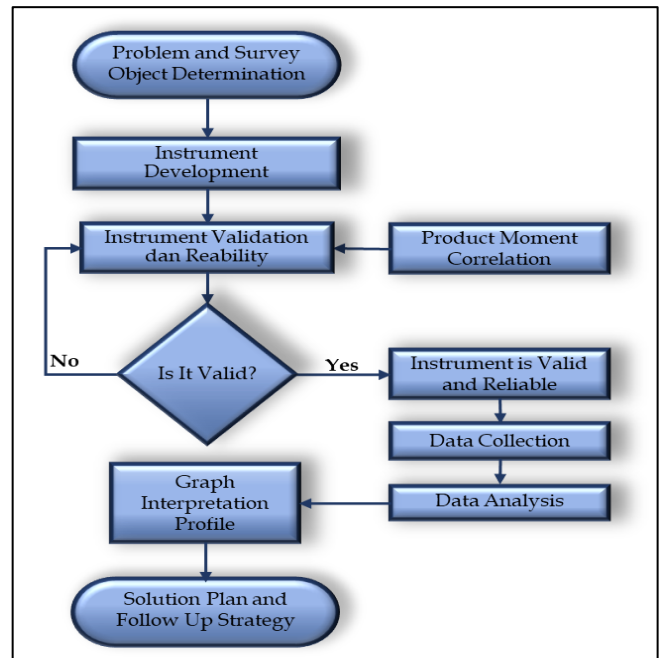 Problem and Survey
Object Determination
Instrument
Development
Instrument Validation
dan Reability
Product Moment
Correlation
Is It Valid?
No
Yes
Instrument is Valid
and Reliable
Data Collection
Data Analysis
Graph
Interpretation
Profile
Solution Plan and
Follow Up Strategy